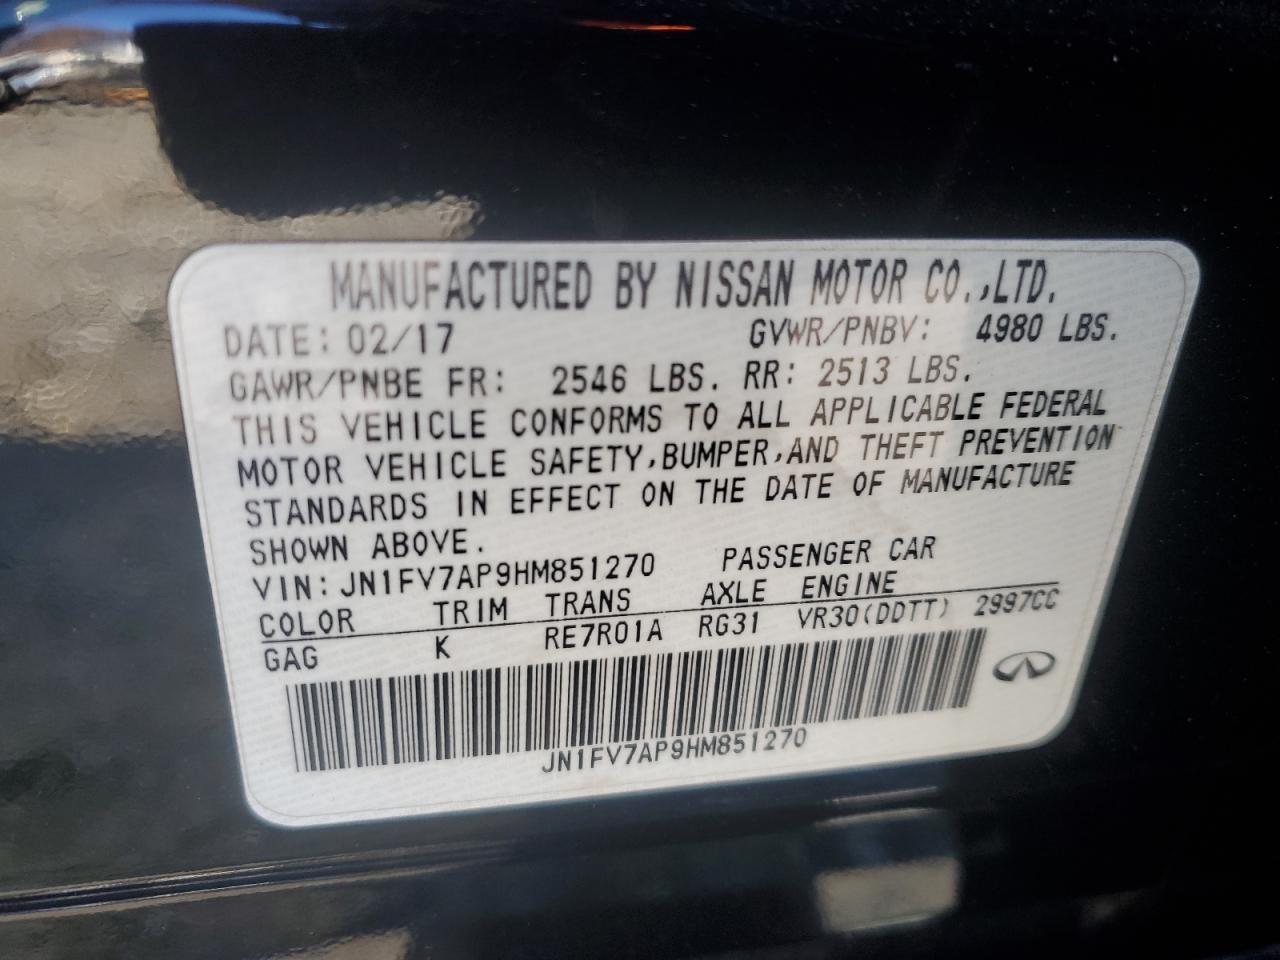 MANUFACTURED BY NISSAN MOTOR CO.,LTD.
DATE: 02/17 GVWR/PNBV: 4980 LBS.
GAWR/PNBE FR: 2546 LBS. RR: 2513 LBS.
THIS VEHICLE CONFORMS TO ALL APPLICABLE FEDERAL
MOTOR VEHICLE SAFETY,BUMPER,AND THEFT PREVENTION
STANDARDS IN EFFECT ON THE DATE OF MANUFACTURE
SHOWN ABOVE.
VIN: JN1FV7AP9HM851270 PASSENGER CAR
COLOR TRIM TRANS AXLE ENGINE
GAG K RE7R01A RG31 VR30(DDTT) 2997CC
JN1FV7AP9HM851270